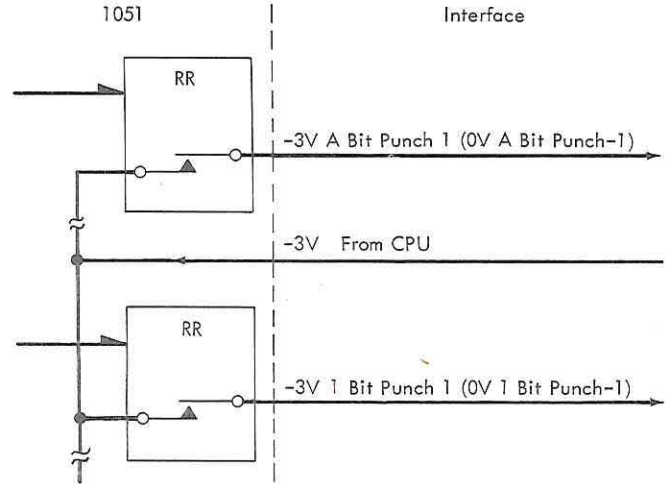 1051
Interface
RR
-3V A Bit Punch 1 (0V A Bit Punch-1)
-3V From CPU
RR
-3V 1 Bit Punch 1 (0V 1 Bit Punch-1)